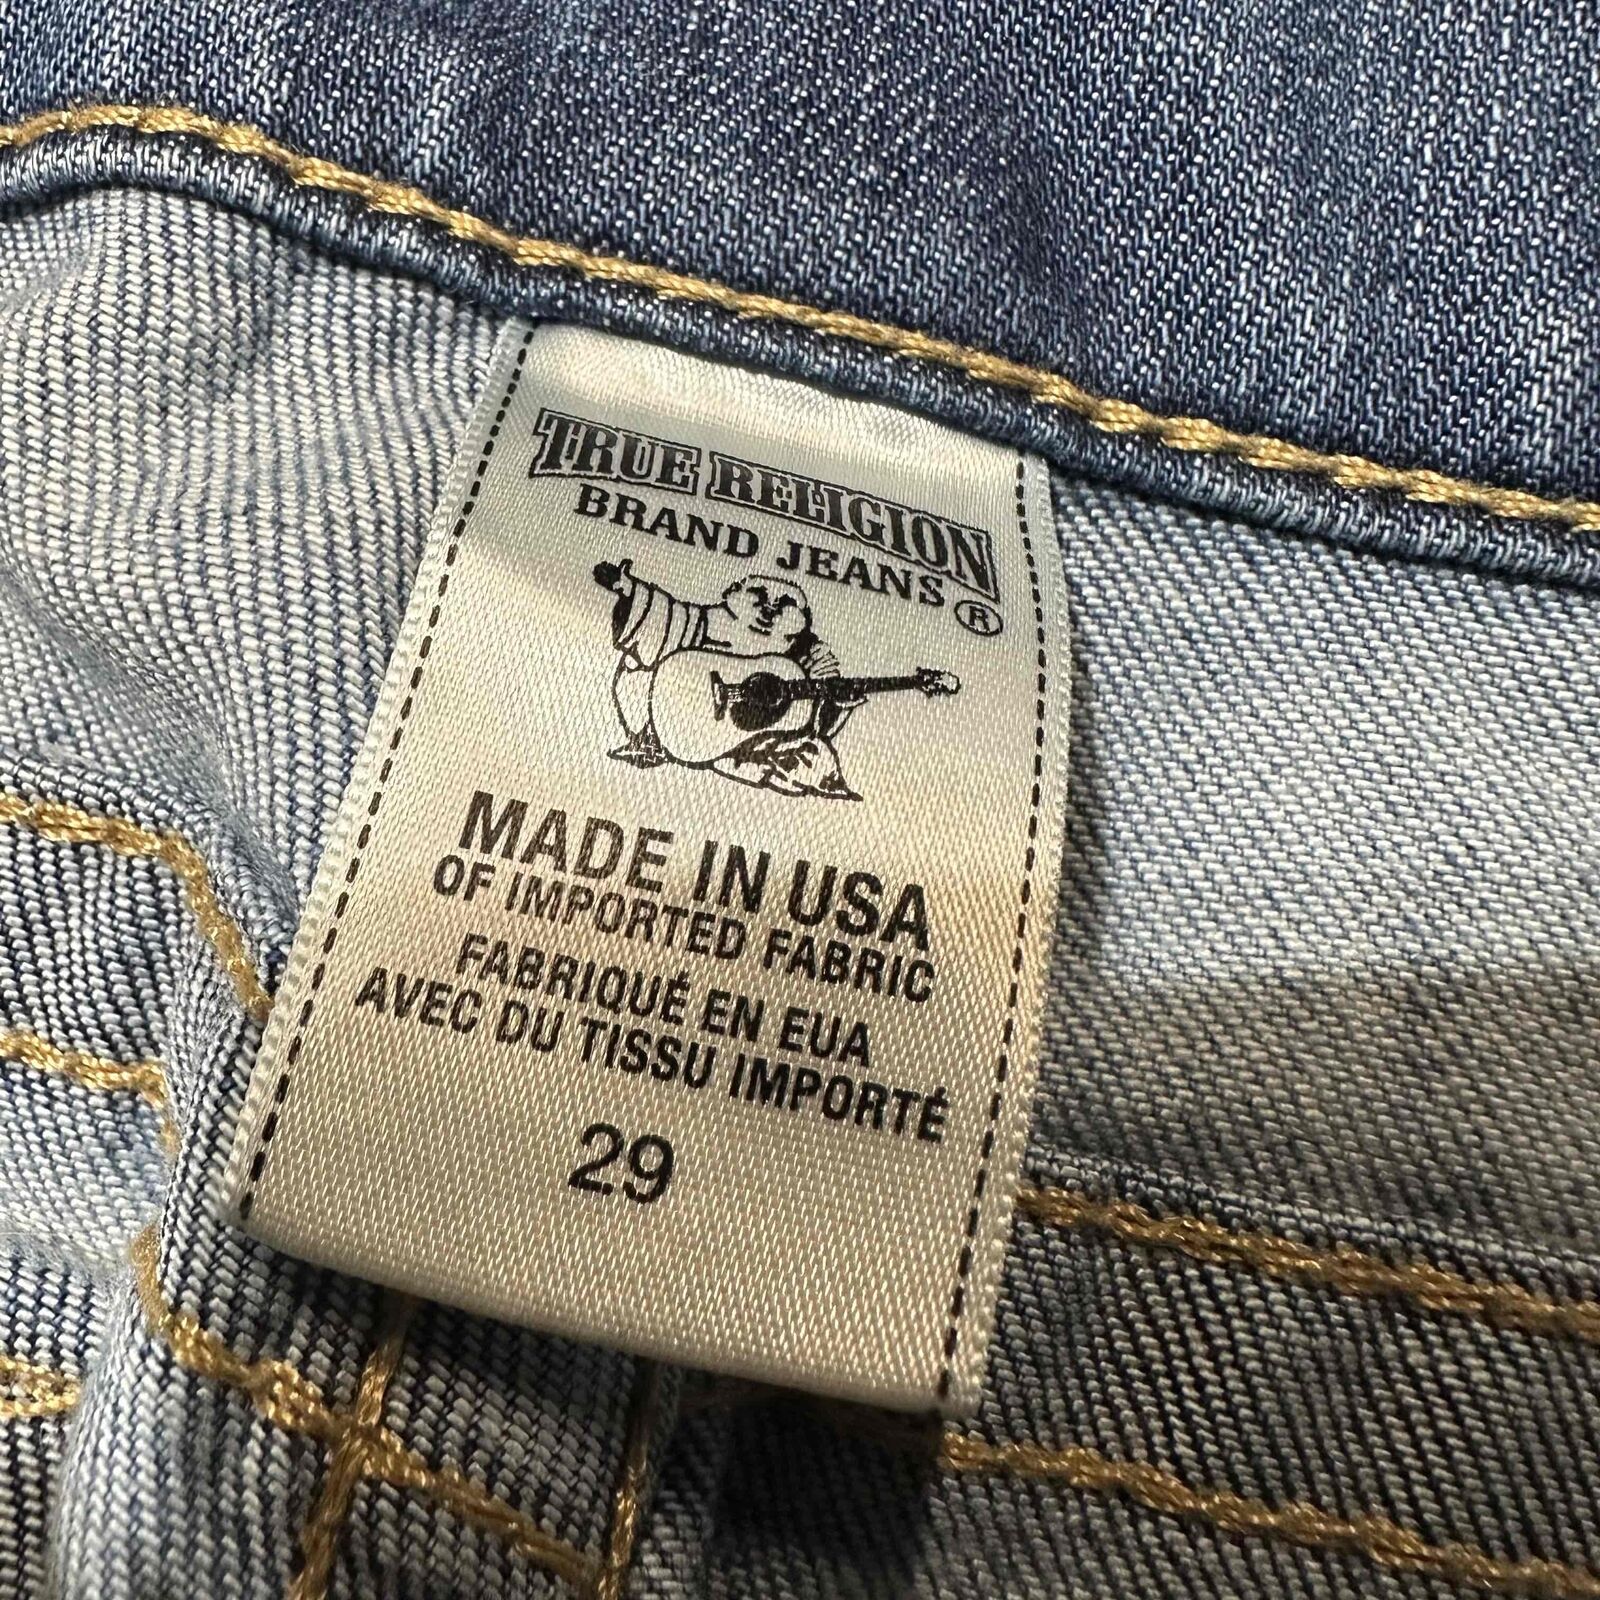 TRUE RELIGION
BRAND JEANS ®
MADE IN USA
OF IMPORTED FABRIC
FABRIQUÉ EN EUA
AVEC DU TISSU IMPORTÉ
29